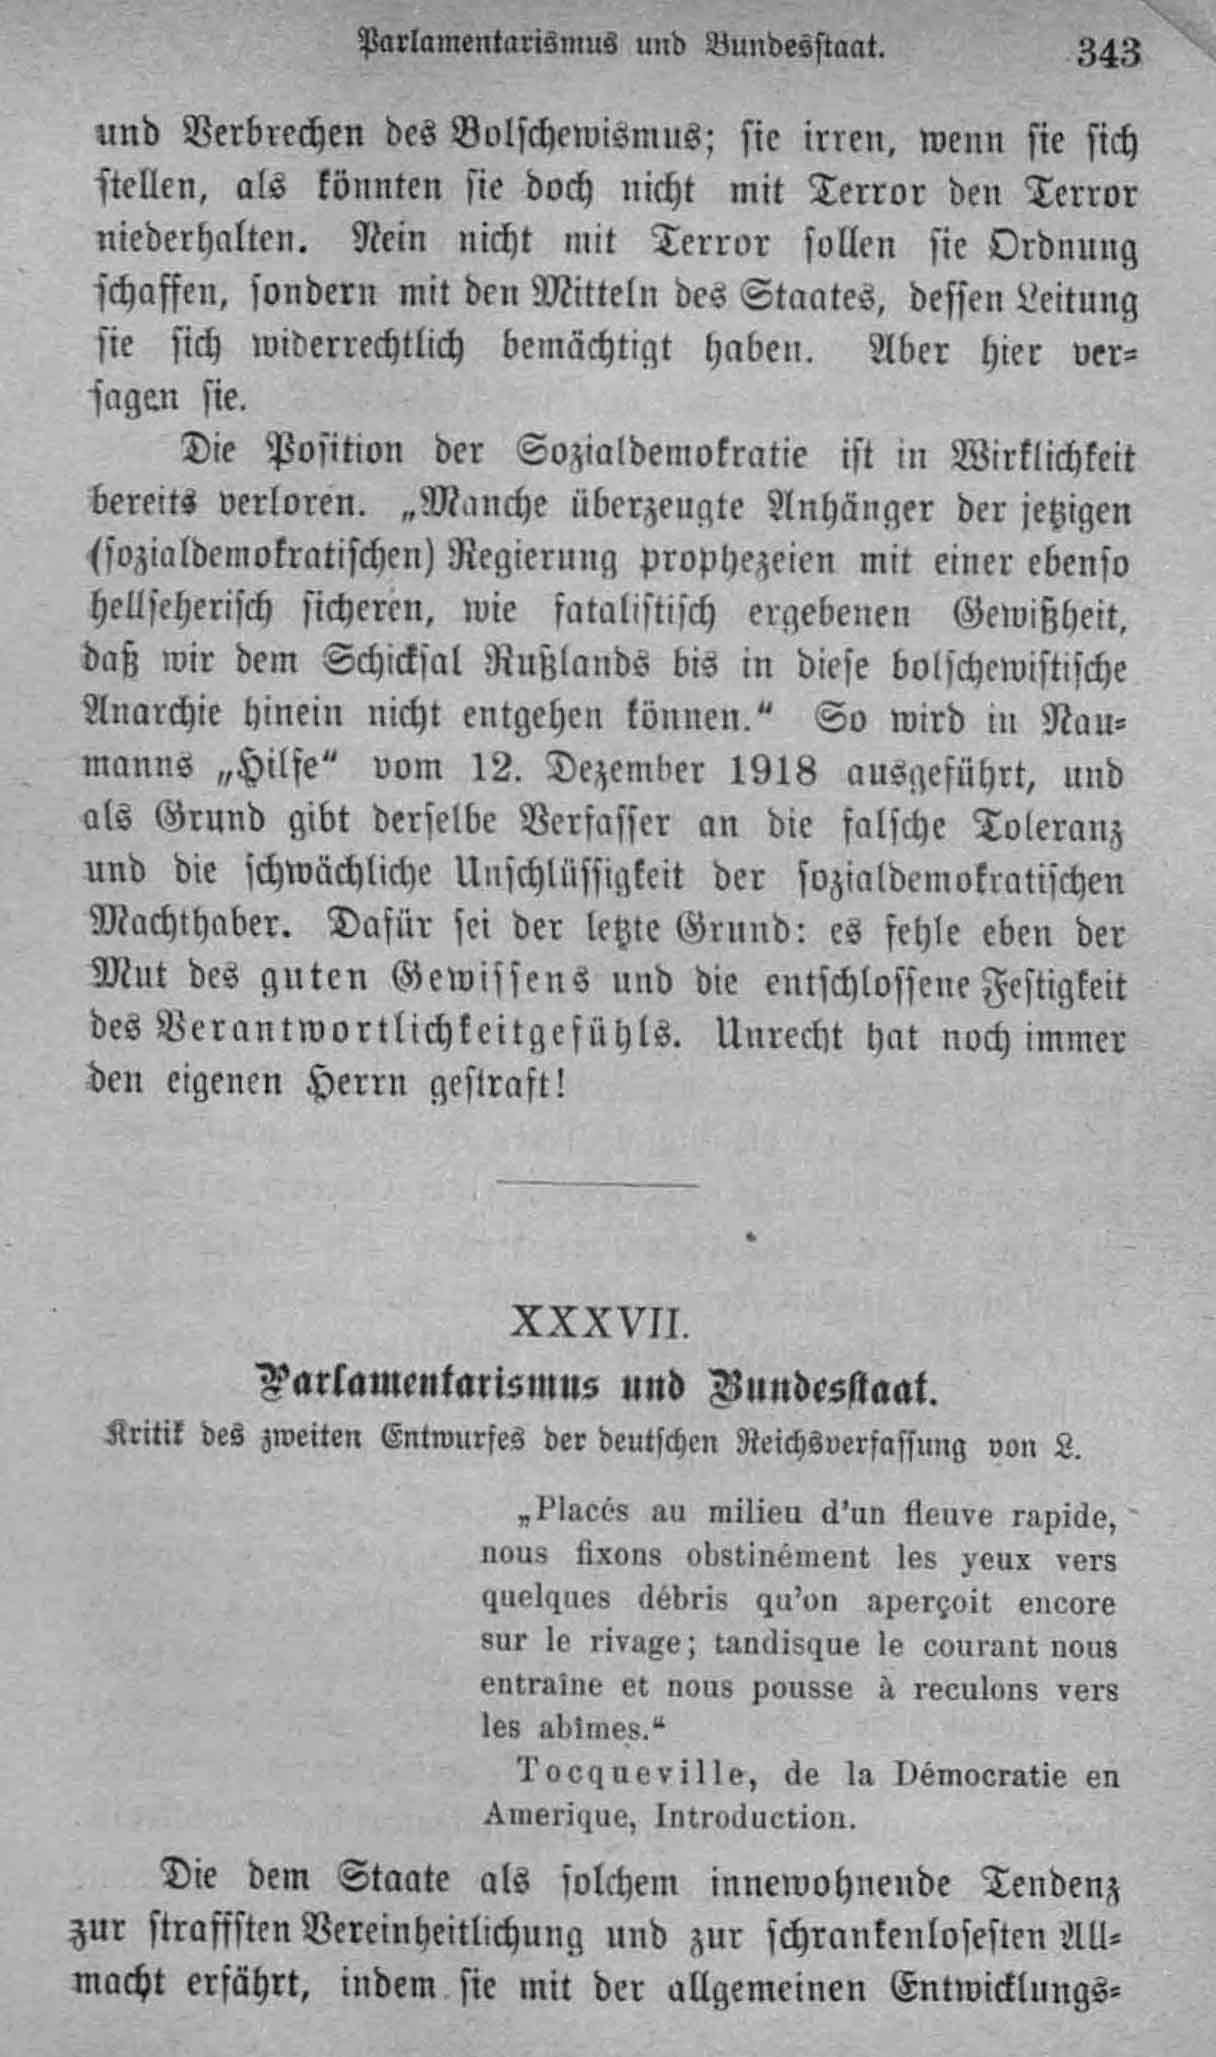 Parlamentarismus und Bundesstaat. 343
und Verbrechen des Bolschewismus; sie irren, wenn sie sich
stellen, als könnten sie doch nicht mit Terror den Terror
niederhalten. Nein nicht mit Terror sollen sie Ordnung
schaffen, sondern mit den Mitteln des Staates, dessen Leitung
sie sich widerrechtlich bemächtigt haben. Aber hier ver-
sagen sie.
Die Position der Sozialdemokratie ist in Wirklichkeit
bereits verloren. „Manche überzeugte Anhänger der jetzigen
(sozialdemokratischen) Regierung prophezeien mit einer ebenso
hellseherisch sicheren, wie fatalistisch ergebenen Gewißheit,
daß wir dem Schicksal Rußlands bis in diese bolschewistische
Anarchie hinein nicht entgehen können.“ So wird in Nau-
manns „Hilfe“ vom 12. Dezember 1918 ausgeführt, und
als Grund gibt derselbe Verfasser an die falsche Toleranz
und die schwächliche Unschlüssigkeit der sozialdemokratischen
Machthaber. Dafür sei der letzte Grund: es fehle eben der
Mut des guten Gewissens und die entschlossene Festigkeit
des Verantwortlichkeitgefühls. Unrecht hat noch immer
den eigenen Herrn gestraft!
XXXVII.
Parlamentarismus und Bundesstaat.
Kritik des zweiten Entwurfes der deutschen Reichsverfassung von L.
„Placés au milieu d'un fleuve rapide,
nous fixons obstinément les yeux vers
quelques débris qu'on aperçoit encore
sur le rivage; tandisque le courant nous
entraîne et nous pousse à reculons vers
les abîmes.“
Tocqueville, de la Démocratie en
Amerique, Introduction.
Die dem Staate als solchem innewohnende Tendenz
zur straffsten Vereinheitlichung und zur schrankenlosesten All-
macht erfährt, indem sie mit der allgemeinen Entwicklungs-